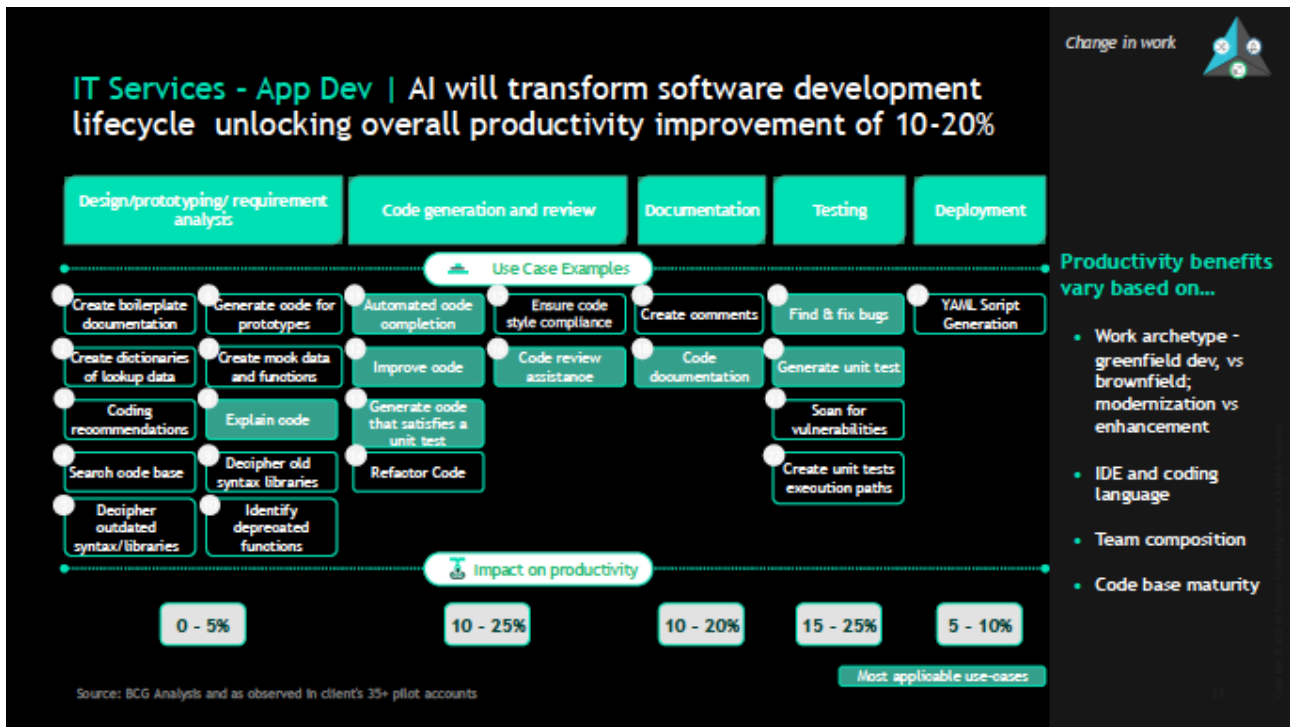 Change in work
IT Services - App Dev | AI will transform software development
lifecycle unlocking overall productivity improvement of 10-20%
Design/prototyping/ requirement
analysis
Code generation and review
Documentation
Testing
Deployment
Use Case Examples
Create boilerplate
documentation
Generate code for
prototypes
Automated code
completion
Ensure code
style compliance
Create comments
Find & fix bugs
YAML Script
Generation
Create dictionaries
of lookup data
Create mock data
and functions
Improve code
Code review
assistance
Code
documentation
Generate unit test
Coding
recommendations
Explain code
Generate code
that satisfies a
unit test
Scan for
vulnerabilities
Search code base
Decipher old
syntax libraries
Refactor Code
Create unit tests
execution paths
Decipher
outdated
syntax/libraries
Identify
deprecated
functions
Impact on productivity
0 - 5%
10 - 25%
10 - 20%
15 - 25%
5 - 10%
Most applicable use-cases
Source: BCG Analysis and as observed in client's 35+ pilot accounts
Productivity benefits
vary based on...
• Work archetype -
greenfield dev, vs
brownfield;
modernization vs
enhancement
• IDE and coding
language
• Team composition
• Code base maturity
17